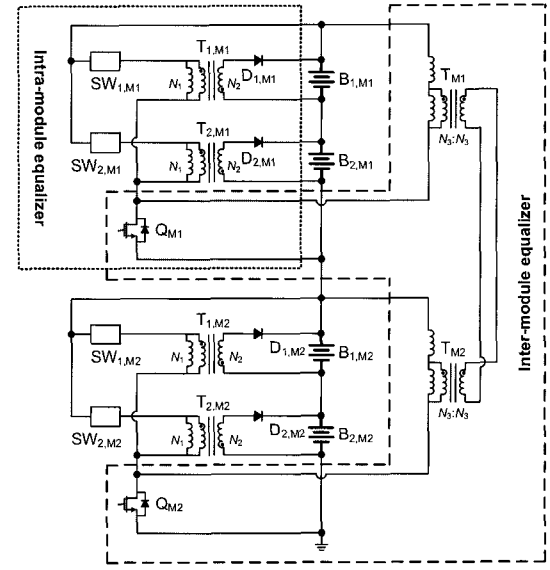 Intra-module equalizer
T1,M1
SW1,M1
N1
N2
D1,M1
B1,M1
TM1
N3:N3
T2,M1
SW2,M1
N1
N2
D2,M1
B2,M1
QM1
Inter-module equalizer
T1,M2
SW1,M2
N1
N2
D1,M2
B1,M2
TM2
N3:N3
T2,M2
SW2,M2
N1
N2
D2,M2
B2,M2
QM2